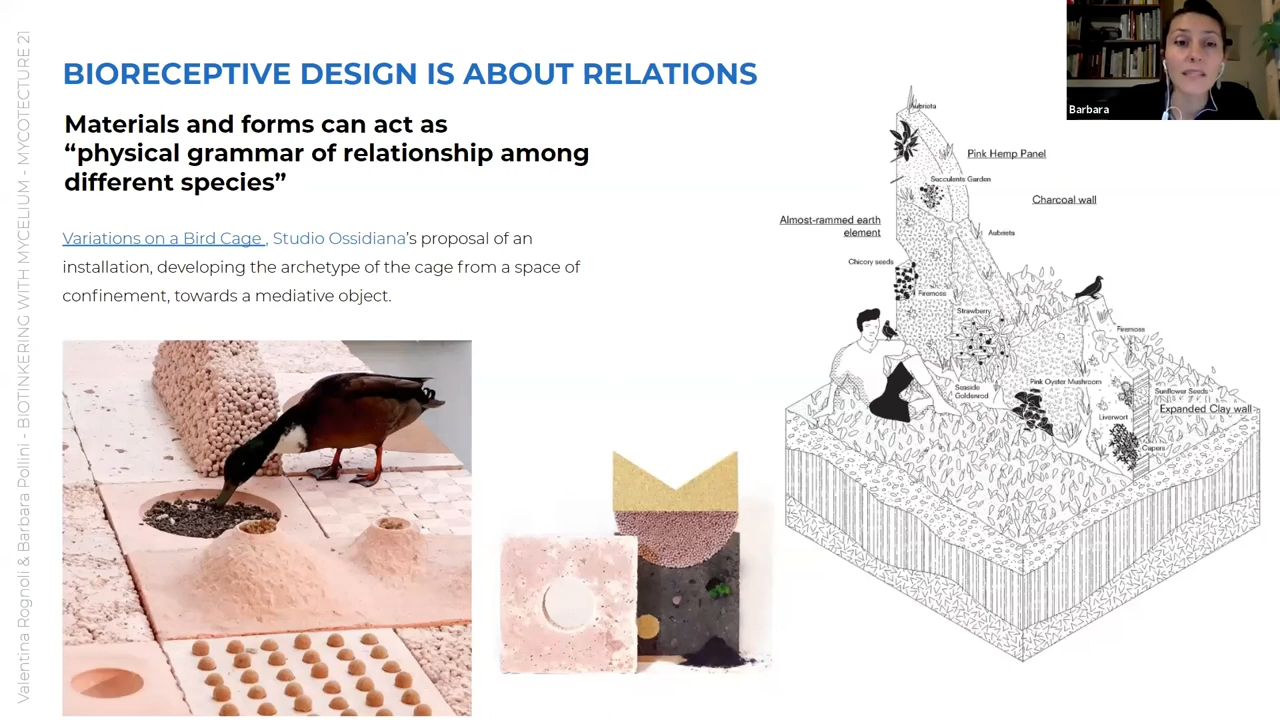 Valentina Rognoli & Barbara Pollini - BIOTINKERING WITH MYCELIUM - MYCOTECTURE 21
BIORECEPTIVE DESIGN IS ABOUT RELATIONS
Materials and forms can act as
“physical grammar of relationship among
different species”
Variations on a Bird Cage , Studio Ossidiana’s proposal of an
installation, developing the archetype of the cage from a space of
confinement, towards a mediative object.
Barbara
Aubrieta
Pink Hemp Panel
Succulents Garden
Charcoal wall
Almost-rammed earth
element
Aubrieta
Chicory seeds
Firemoss
Strawberry
Firemoss
Pink Oyster Mushroom
Seaside
Goldenrod
Sunflower Seeds
Expanded Clay wall
Liverwort
Capers